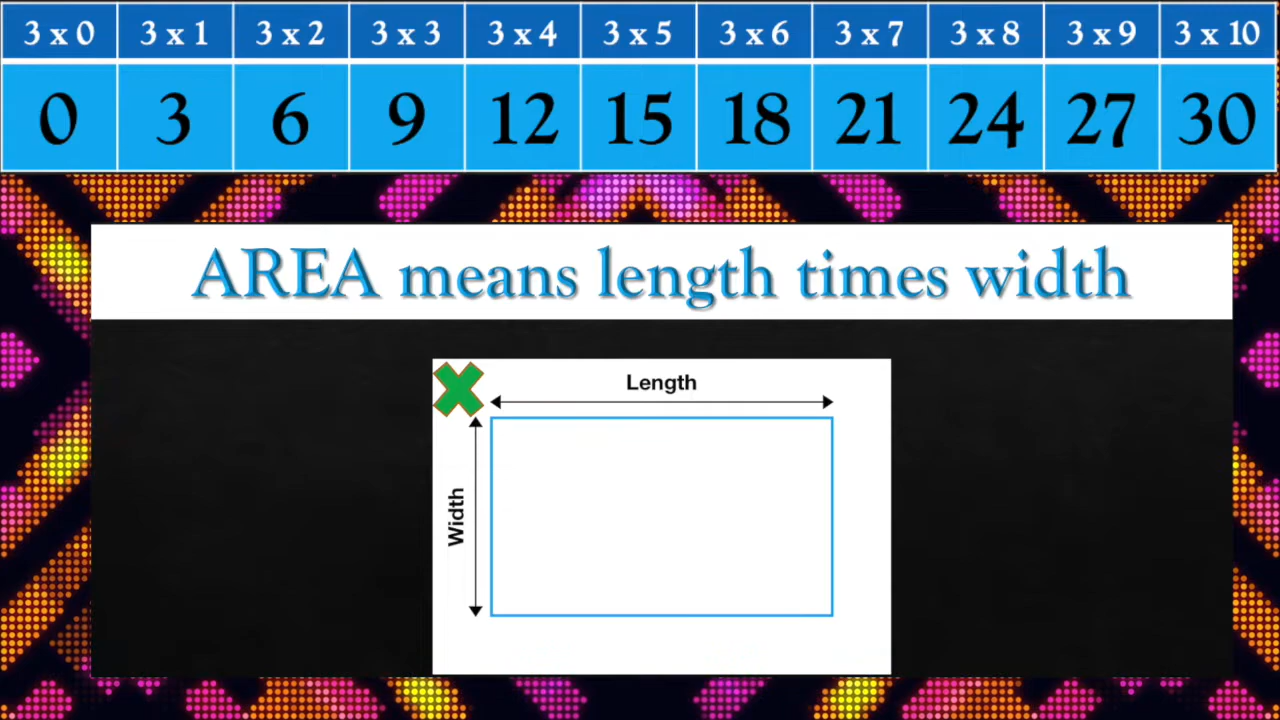 3 x 0 3 x 1 3 x 2 3 x 3 3 x 4 3 x 5 3 x 6 3 x 7 3 x 8 3 x 9 3 x 10
0 3 6 9 12 15 18 21 24 27 30
AREA means length times width
Length
Width